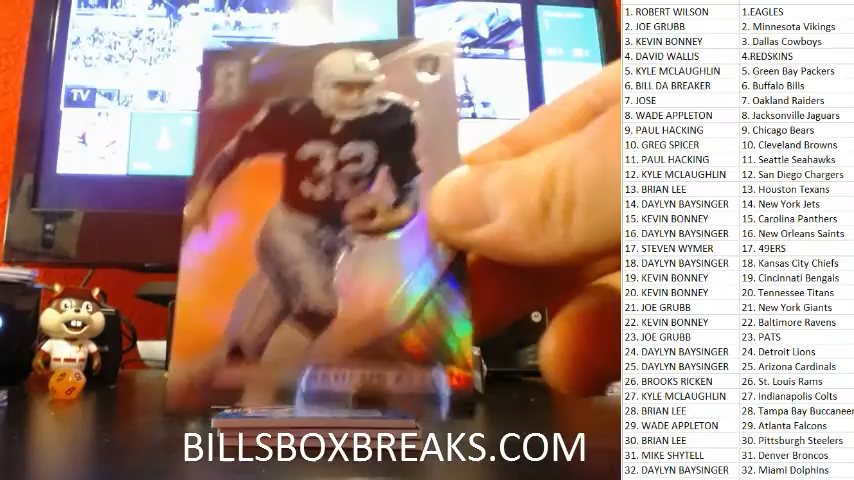 1. ROBERT WILSON 1.EAGLES
2. JOE GRUBB 2. Minnesota Vikings
3. KEVIN BONNEY 3. Dallas Cowboys
4. DAVID WALLIS 4.REDSKINS
5. KYLE MCLAUGHLIN 5. Green Bay Packers
6. BILL DA BREAKER 6. Buffalo Bills
7. JOSE 7. Oakland Raiders
8. WADE APPLETON 8. Jacksonville Jaguars
9. PAUL HACKING 9. Chicago Bears
10. GREG SPICER 10. Cleveland Browns
11. PAUL HACKING 11. Seattle Seahawks
12. KYLE MCLAUGHLIN 12. San Diego Chargers
13. BRIAN LEE 13. Houston Texans
14. DAYLYN BAYSINGER 14. New York Jets
15. KEVIN BONNEY 15. Carolina Panthers
16. DAYLYN BAYSINGER 16. New Orleans Saints
17. STEVEN WYMER 17. 49ERS
18. DAYLYN BAYSINGER 18. Kansas City Chiefs
19. KEVIN BONNEY 19. Cincinnati Bengals
20. KEVIN BONNEY 20. Tennessee Titans
21. JOE GRUBB 21. New York Giants
22. KEVIN BONNEY 22. Baltimore Ravens
23. JOE GRUBB 23. PATS
24. DAYLYN BAYSINGER 24. Detroit Lions
25. DAYLYN BAYSINGER 25. Arizona Cardinals
26. BROOKS RICKEN 26. St. Louis Rams
27. KYLE MCLAUGHLIN 27. Indianapolis Colts
28. BRIAN LEE 28. Tampa Bay Buccaneer
29. WADE APPLETON 29. Atlanta Falcons
30. BRIAN LEE 30. Pittsburgh Steelers
31. MIKE SHYTELL 31. Denver Broncos
32. DAYLYN BAYSINGER 32. Miami Dolphins
TV
32
BILLSBOXBREAKS.COM